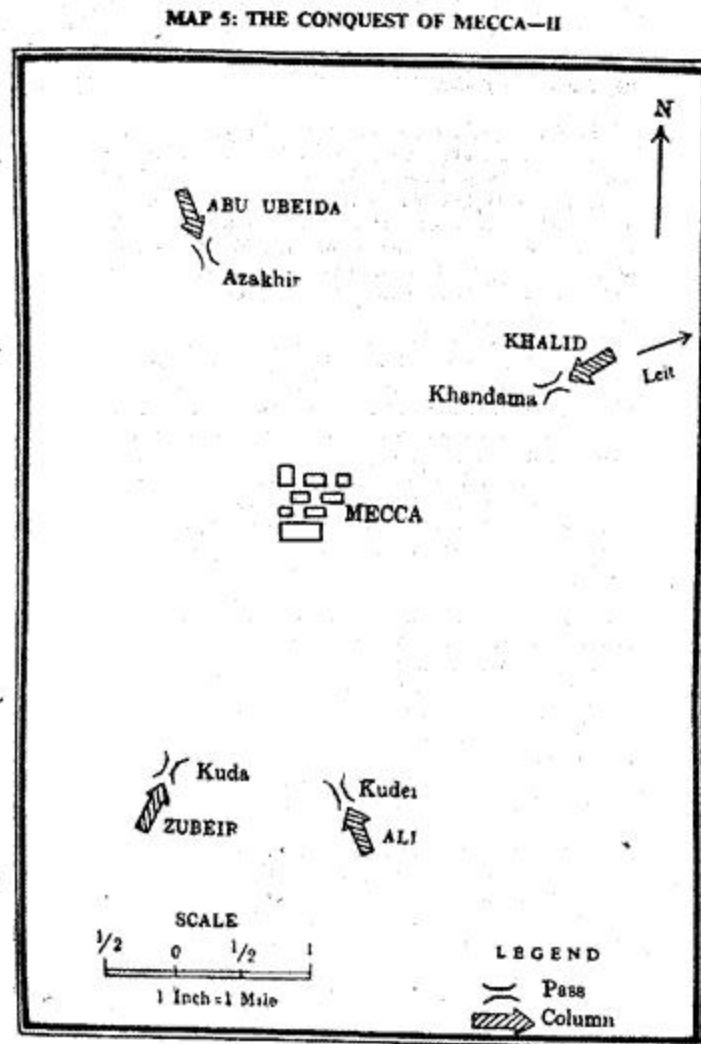 MAP 5: THE CONQUEST OF MECCA—II
N
ABU UBEIDA
Azakhir
KHALID
Leit
Khandama
MECCA
Kuda
Kudei
ZUBEIR
ALI
SCALE
1/2 0 1/2 1
1 Inch=1 Mile
LEGEND
Pass
Column